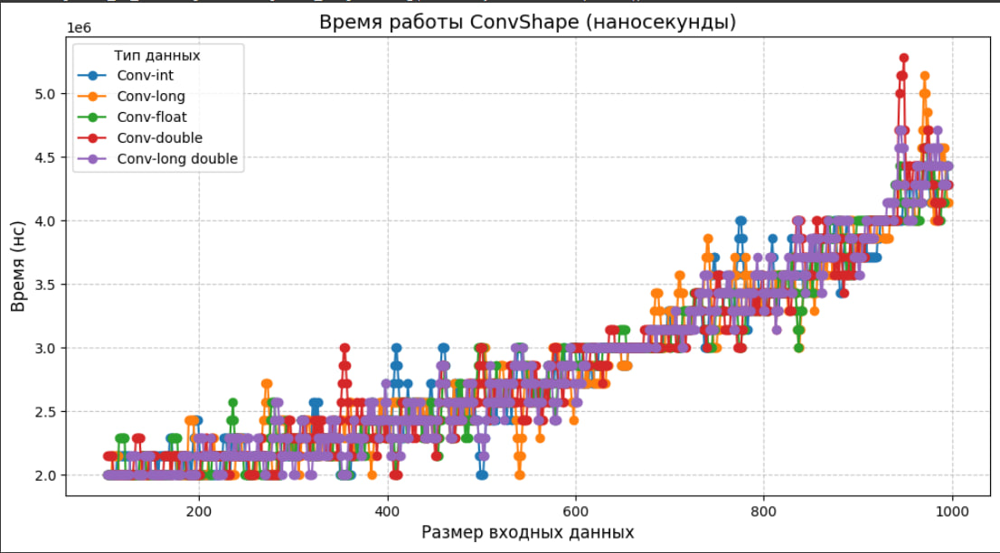 Время работы ConvShape (наносекунды)
1e6
Тип данных
Conv-int
Conv-long
Conv-float
Conv-double
Conv-long double
5.0
4.5
4.0
3.5
3.0
2.5
2.0
Время (нс)
200
400
600
800
1000
Размер входных данных